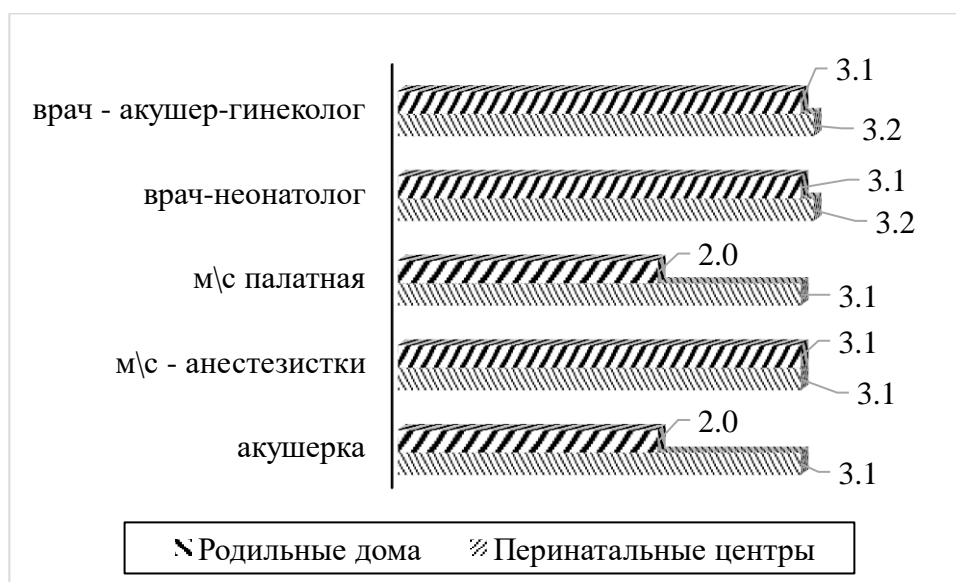 3.1
врач - акушер-гинеколог
3.2
3.1
врач-неонатолог
3.2
2.0
м\с палатная
3.1
3.1
м\с - анестезистки
3.1
2.0
акушерка
3.1
Родильные дома Перинатальные центры